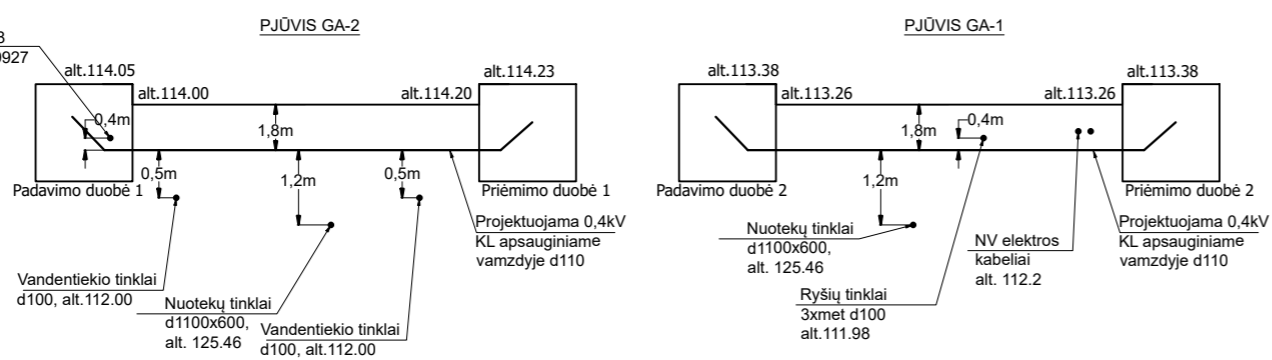 PJŪVIS GA-2
3
0927
alt.114.05
alt.114.00
alt.114.20
alt.114.23
0,4m
1,8m
0,5m
1,2m
0,5m
Padavimo duobė 1
Priėmimo duobė 1
Projektuojama 0,4kV
KL apsauginiame
vamzdyje d110
Vandentiekio tinklai
d100, alt.112.00
Nuotekų tinklai
d1100x600,
alt. 125.46
Vandentiekio tinklai
d100, alt.112.00
PJŪVIS GA-1
alt.113.38
alt.113.26
alt.113.26
alt.113.38
1,8m
0,4m
1,2m
Padavimo duobė 2
Priėmimo duobė 2
Projektuojama 0,4kV
KL apsauginiame
vamzdyje d110
Nuotekų tinklai
d1100x600,
alt. 125.46
NV elektros
kabeliai
alt. 112.2
Ryšių tinklai
3xmet d100
alt.111.98